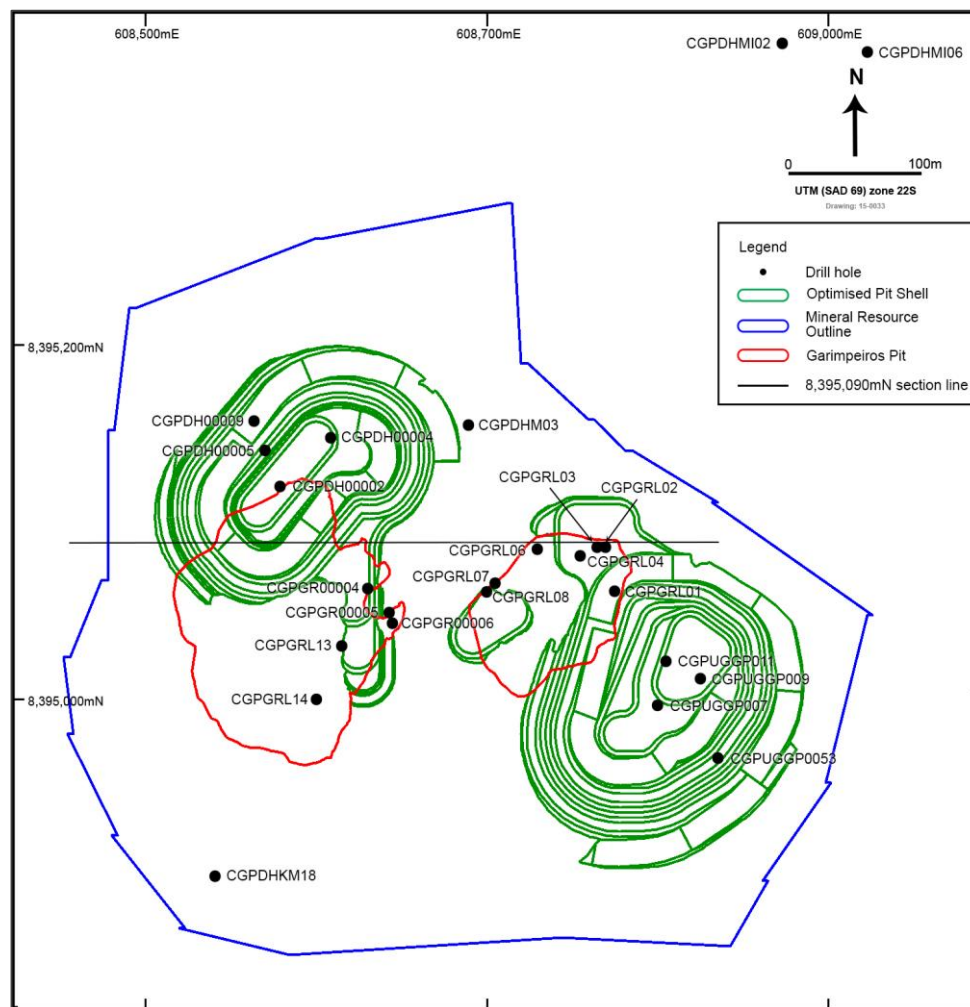 608,500mE
608,700mE
609,000mE
CGPDHMI02
CGPDHMI06
N
0
100m
UTM (SAD 69) zone 22S
Drawing: 15-0033
Legend
Drill hole
Optimised Pit Shell
Mineral Resource
Outline
Garimpeiros Pit
8,395,090mN section line
8,395,200mN
CGPDH00009
CGPDH00004
CGPDHM03
CGPDH00005
CGPDH00002
CGPGRL03
CGPGRL02
CGPGRL06
CGPGRL04
CGPGRL07
CGPGRL08
CGPGRL01
CGPGR00004
CGPGR00005
CGPGR00006
CGPGRL13
CGPUGGP011
CGPUGGP009
CGPGRL14
8,395,000mN
CGPUGGP007
CGPUGGP0053
CGPDHKM18